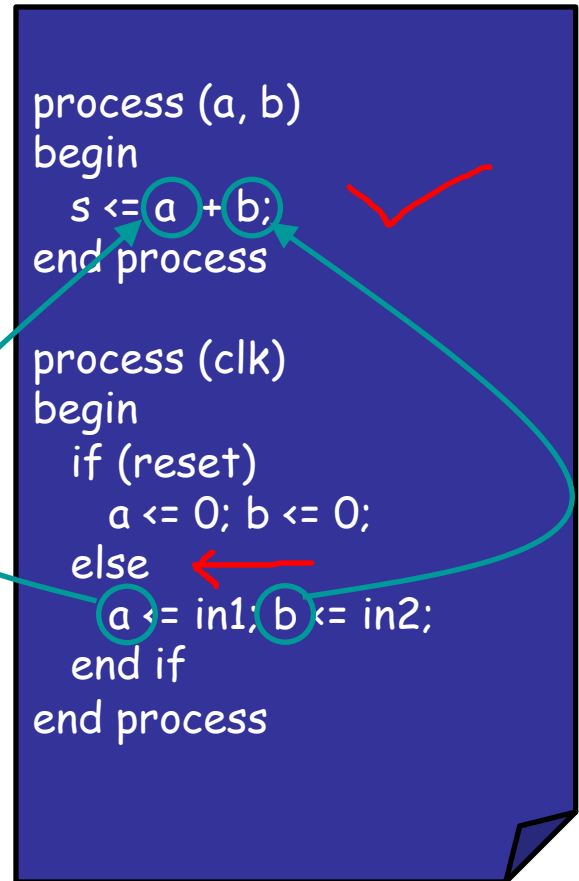 process (a, b)
begin
s <= a + b;
end process
process (clk)
begin
if (reset)
a <= 0; b <= 0;
else
a <= in1; b <= in2;
end if
end process